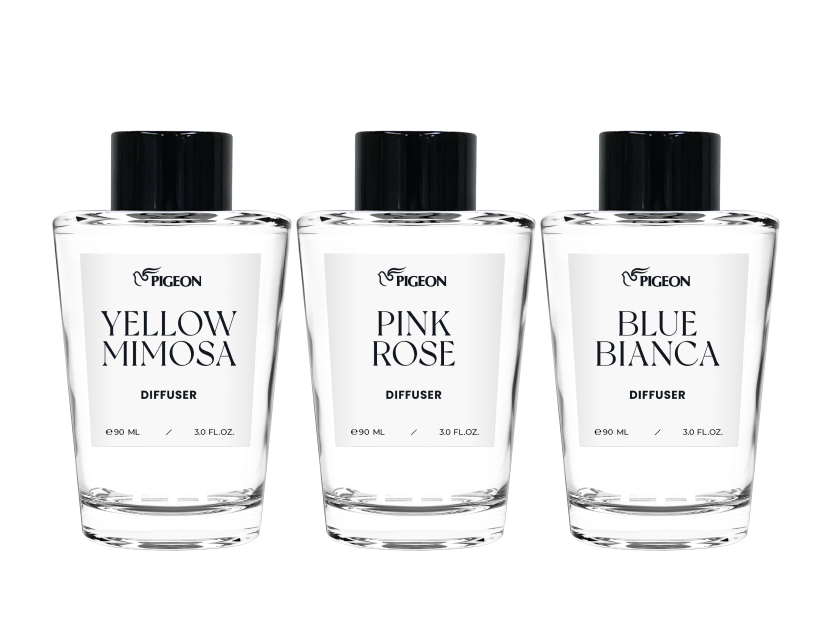 PIGEON
YELLOW
MIMOSA
DIFFUSER
℮90 ML / 3.0 FL.OZ.
PIGEON
PINK
ROSE
DIFFUSER
℮90 ML / 3.0 FL.OZ.
PIGEON
BLUE
BIANCA
DIFFUSER
℮90 ML / 3.0 FL.OZ.